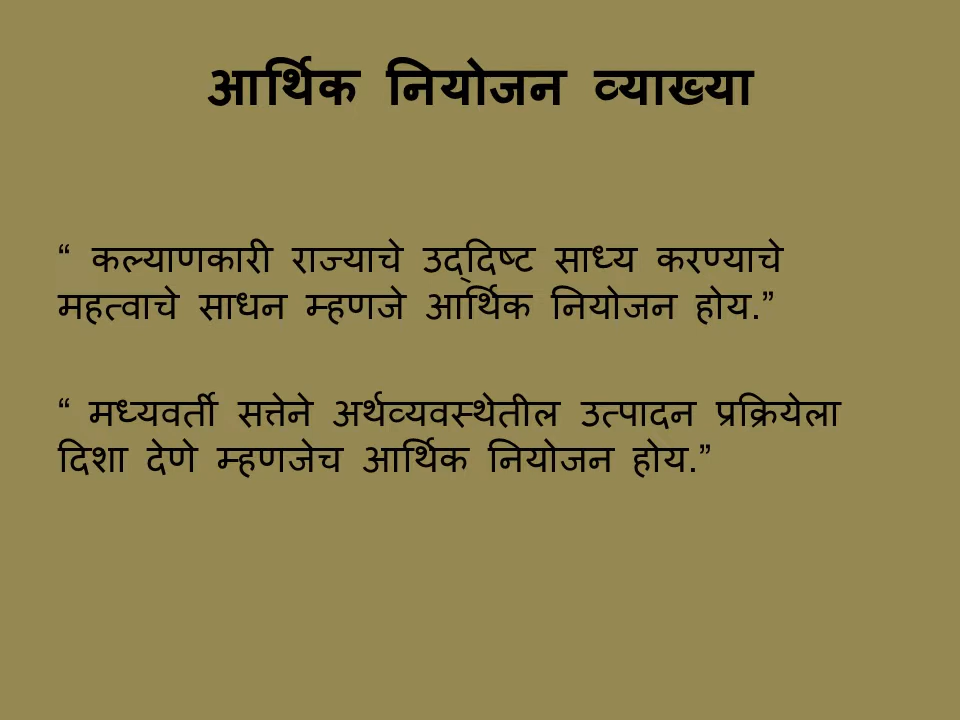 आर्थिक नियोजन व्याख्या
“ कल्याणकारी राज्याचे उद्दिष्ट साध्य करण्याचे
महत्वाचे साधन म्हणजे आर्थिक नियोजन होय.”
“ मध्यवर्ती सत्तेने अर्थव्यवस्थेतील उत्पादन प्रक्रियेला
दिशा देणे म्हणजेच आर्थिक नियोजन होय.”